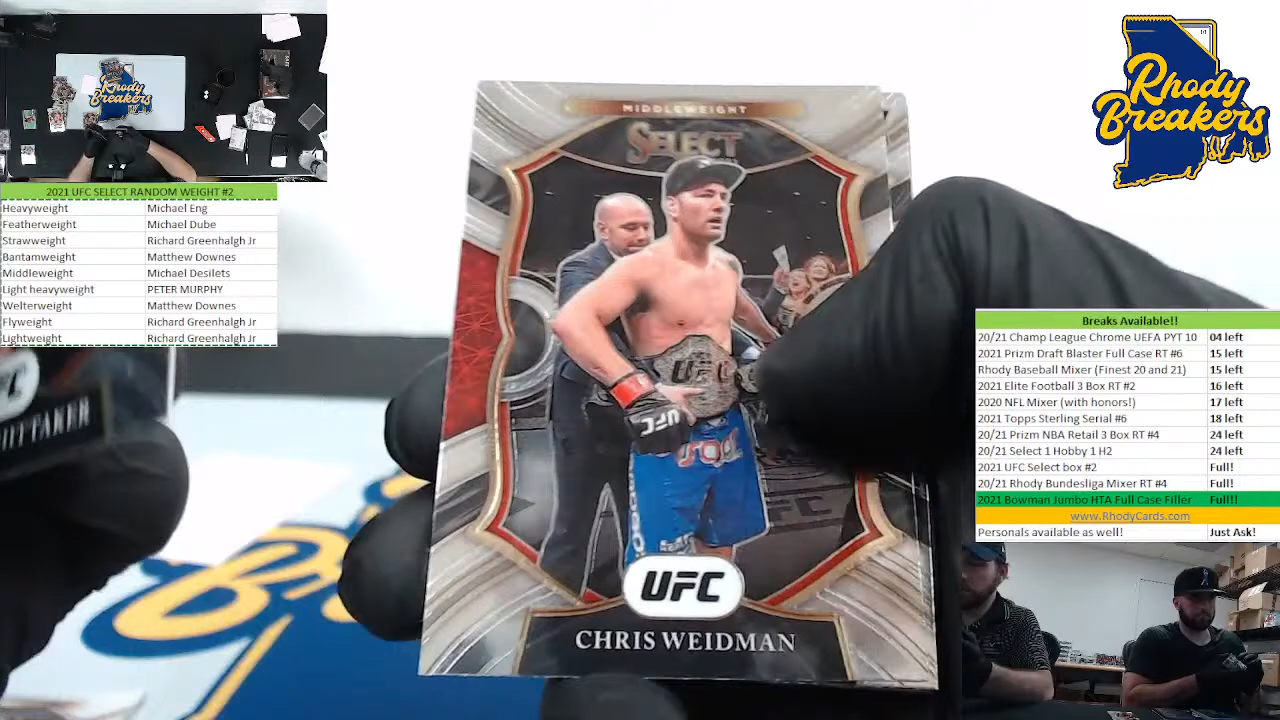 2021 UFC SELECT RANDOM WEIGHT #2
Heavyweight Michael Eng
Featherweight Michael Dube
Strawweight Richard Greenhalgh Jr
Bantamweight Matthew Downes
Middleweight Michael Desilets
Light heavyweight PETER MURPHY
Welterweight Matthew Downes
Flyweight Richard Greenhalgh Jr
Lightweight Richard Greenhalgh Jr
Rhody
Breakers
MIDDLEWEIGHT
SELECT
UFC
UFC
UFC
CHRIS WEIDMAN
Rhody
Breakers
Breaks Available!!
20/21 Champ League Chrome UEFA PYT 10 04 left
2021 Prizm Draft Blaster Full Case RT #6 15 left
Rhody Baseball Mixer (Finest 20 and 21) 15 left
2021 Elite Football 3 Box RT #2 16 left
2020 NFL Mixer (with honors!) 17 left
2021 Topps Sterling Serial #6 18 left
20/21 Prizm NBA Retail 3 Box RT #4 24 left
20/21 Select 1 Hobby 1 H2 24 left
2021 UFC Select box #2 Full!
20/21 Rhody Bundesliga Mixer RT #4 Full!
2021 Bowman Jumbo HTA Full Case Filler Full!!
www.RhodyCards.com
Personals available as well! Just Ask!